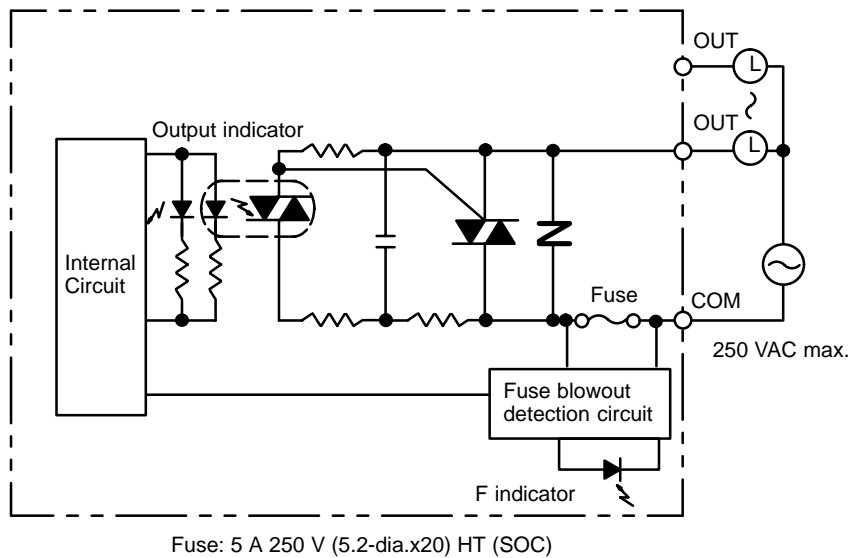 OUT
L
OUT
L
Output indicator
Internal
Circuit
Fuse
COM
250 VAC max.
Fuse blowout
detection circuit
F indicator
Fuse: 5 A 250 V (5.2-dia.x20) HT (SOC)